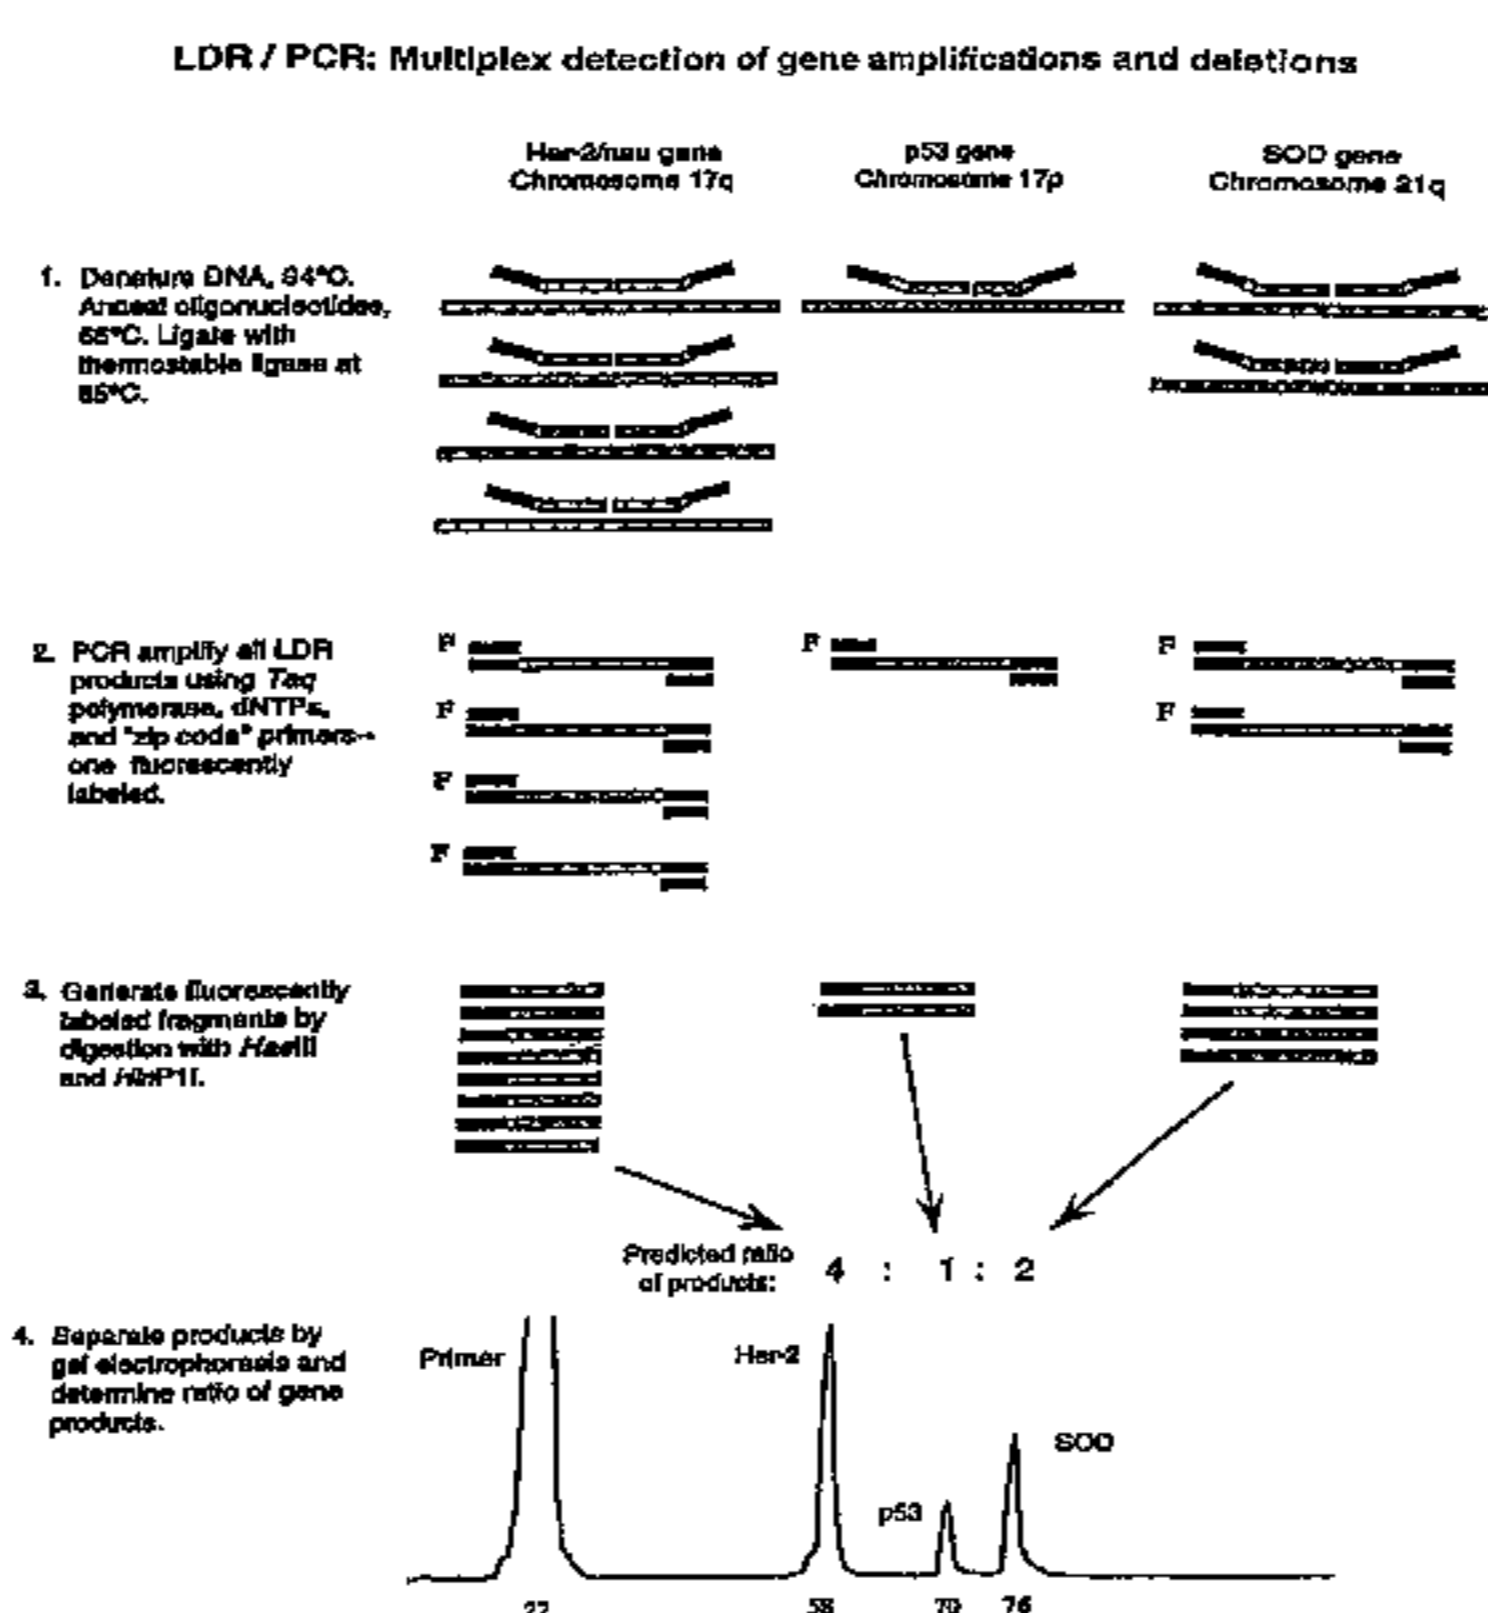 LDR / PCR: Multiplex detection of gene amplifications and deletions
Her-2/neu gene
Chromosome 17q
p53 gene
Chromosome 17p
SOD gene
Chromosome 21q
1. Denature DNA, 94°C.
Anneal oligonucleotides,
65°C. Ligate with
thermostable ligase at
65°C.
F
F
F
F
F
F
F
2. PCR amplify all LDR
products using Taq
polymerase, dNTPs,
and "zip code" primers--
one fluorescently
labeled.
3. Generate fluorescently
labeled fragments by
digestion with HaeIII
and HinP1I.
Predicted ratio
of products:
4 : 1 : 2
4. Separate products by
gel electrophoresis and
determine ratio of gene
products.
Primer
Her-2
p53
SOD
22 58 70 76